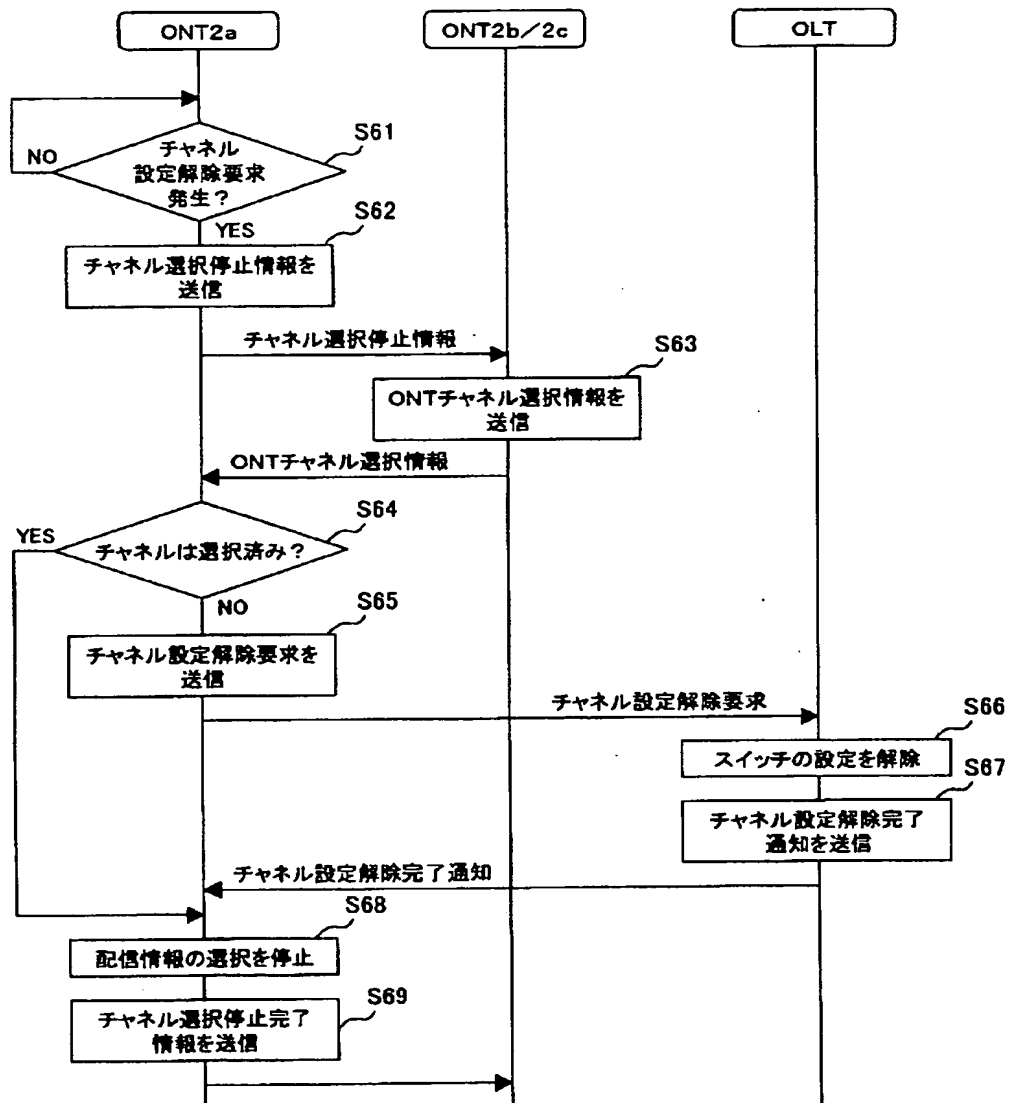 ONT2a
ONT2b／2c
OLT
S61
NO
チャネル
設定解除要求
発生？
YES
S62
チャネル選択停止情報を
送信
チャネル選択停止情報
S63
ONTチャネル選択情報を
送信
ONTチャネル選択情報
S64
YES
チャネルは選択済み？
NO
S65
チャネル設定解除要求を
送信
チャネル設定解除要求
S66
スイッチの設定を解除
S67
チャネル設定解除完了
通知を送信
チャネル設定解除完了通知
S68
配信情報の選択を停止
S69
チャネル選択停止完了
情報を送信